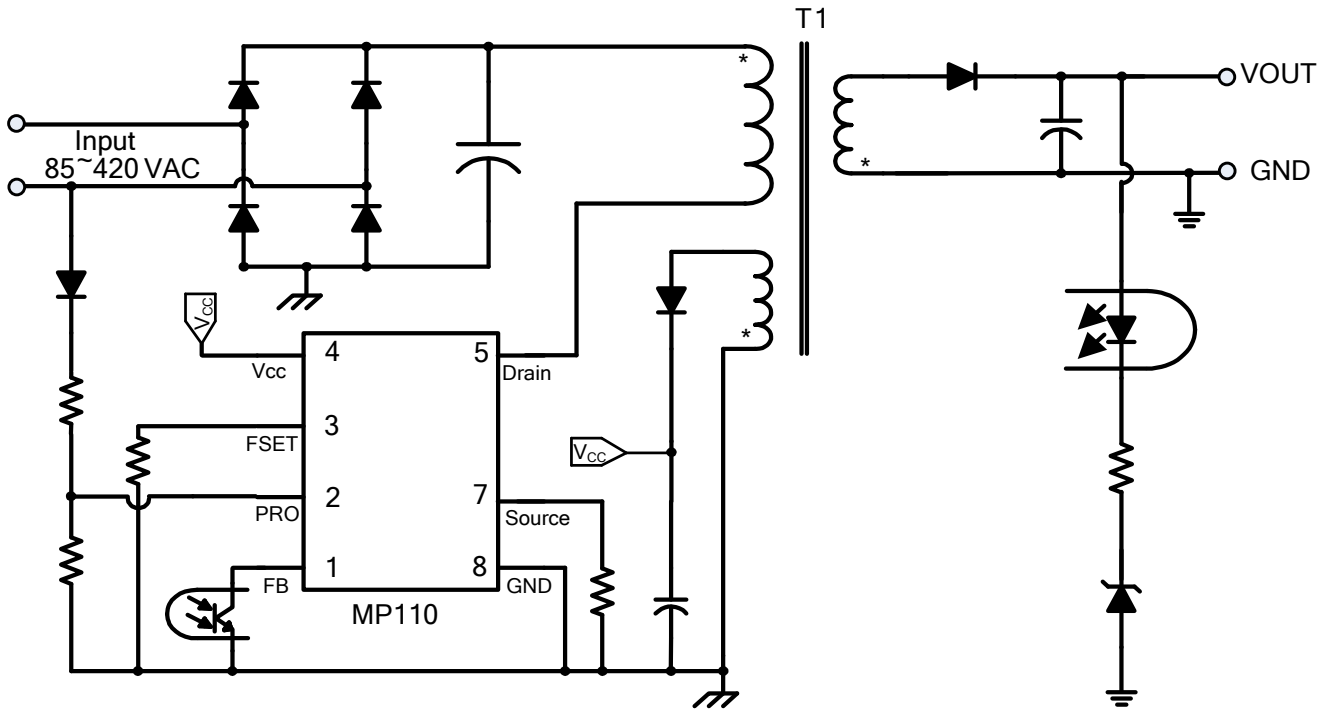 T1
*
VOUT
Input
85~420 VAC
*
GND
VCC
*
4
5
Vcc
Drain
3
FSET
VCC
2
7
PRO
Source
1
8
FB
GND
MP110